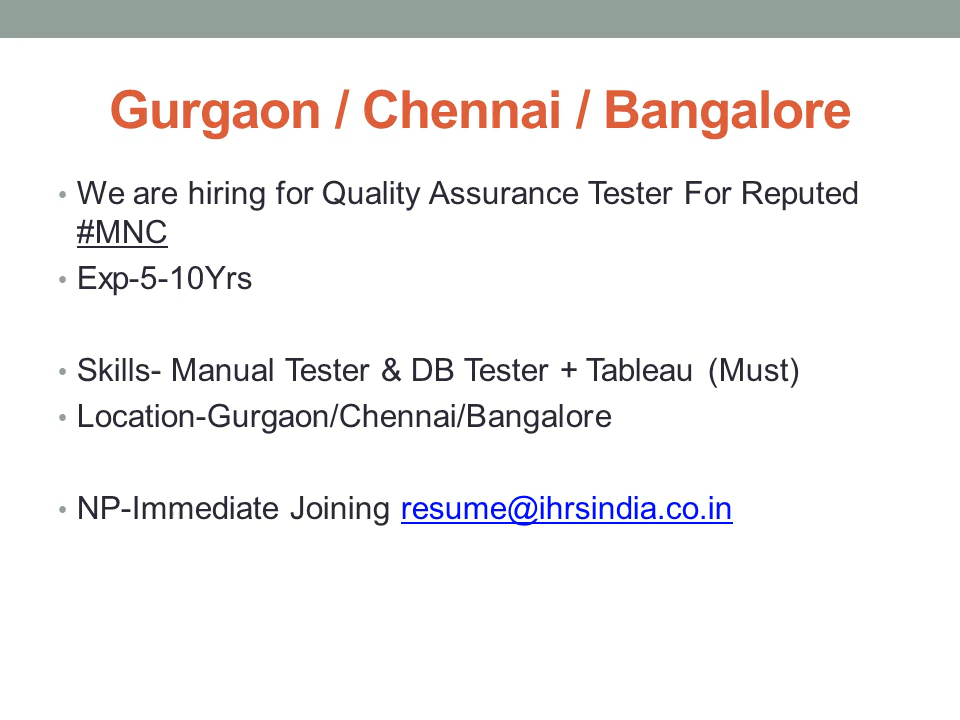 Gurgaon / Chennai / Bangalore
• We are hiring for Quality Assurance Tester For Reputed
#MNC
• Exp-5-10Yrs
• Skills- Manual Tester & DB Tester + Tableau (Must)
• Location-Gurgaon/Chennai/Bangalore
• NP-Immediate Joining resume@ihrsindia.co.in